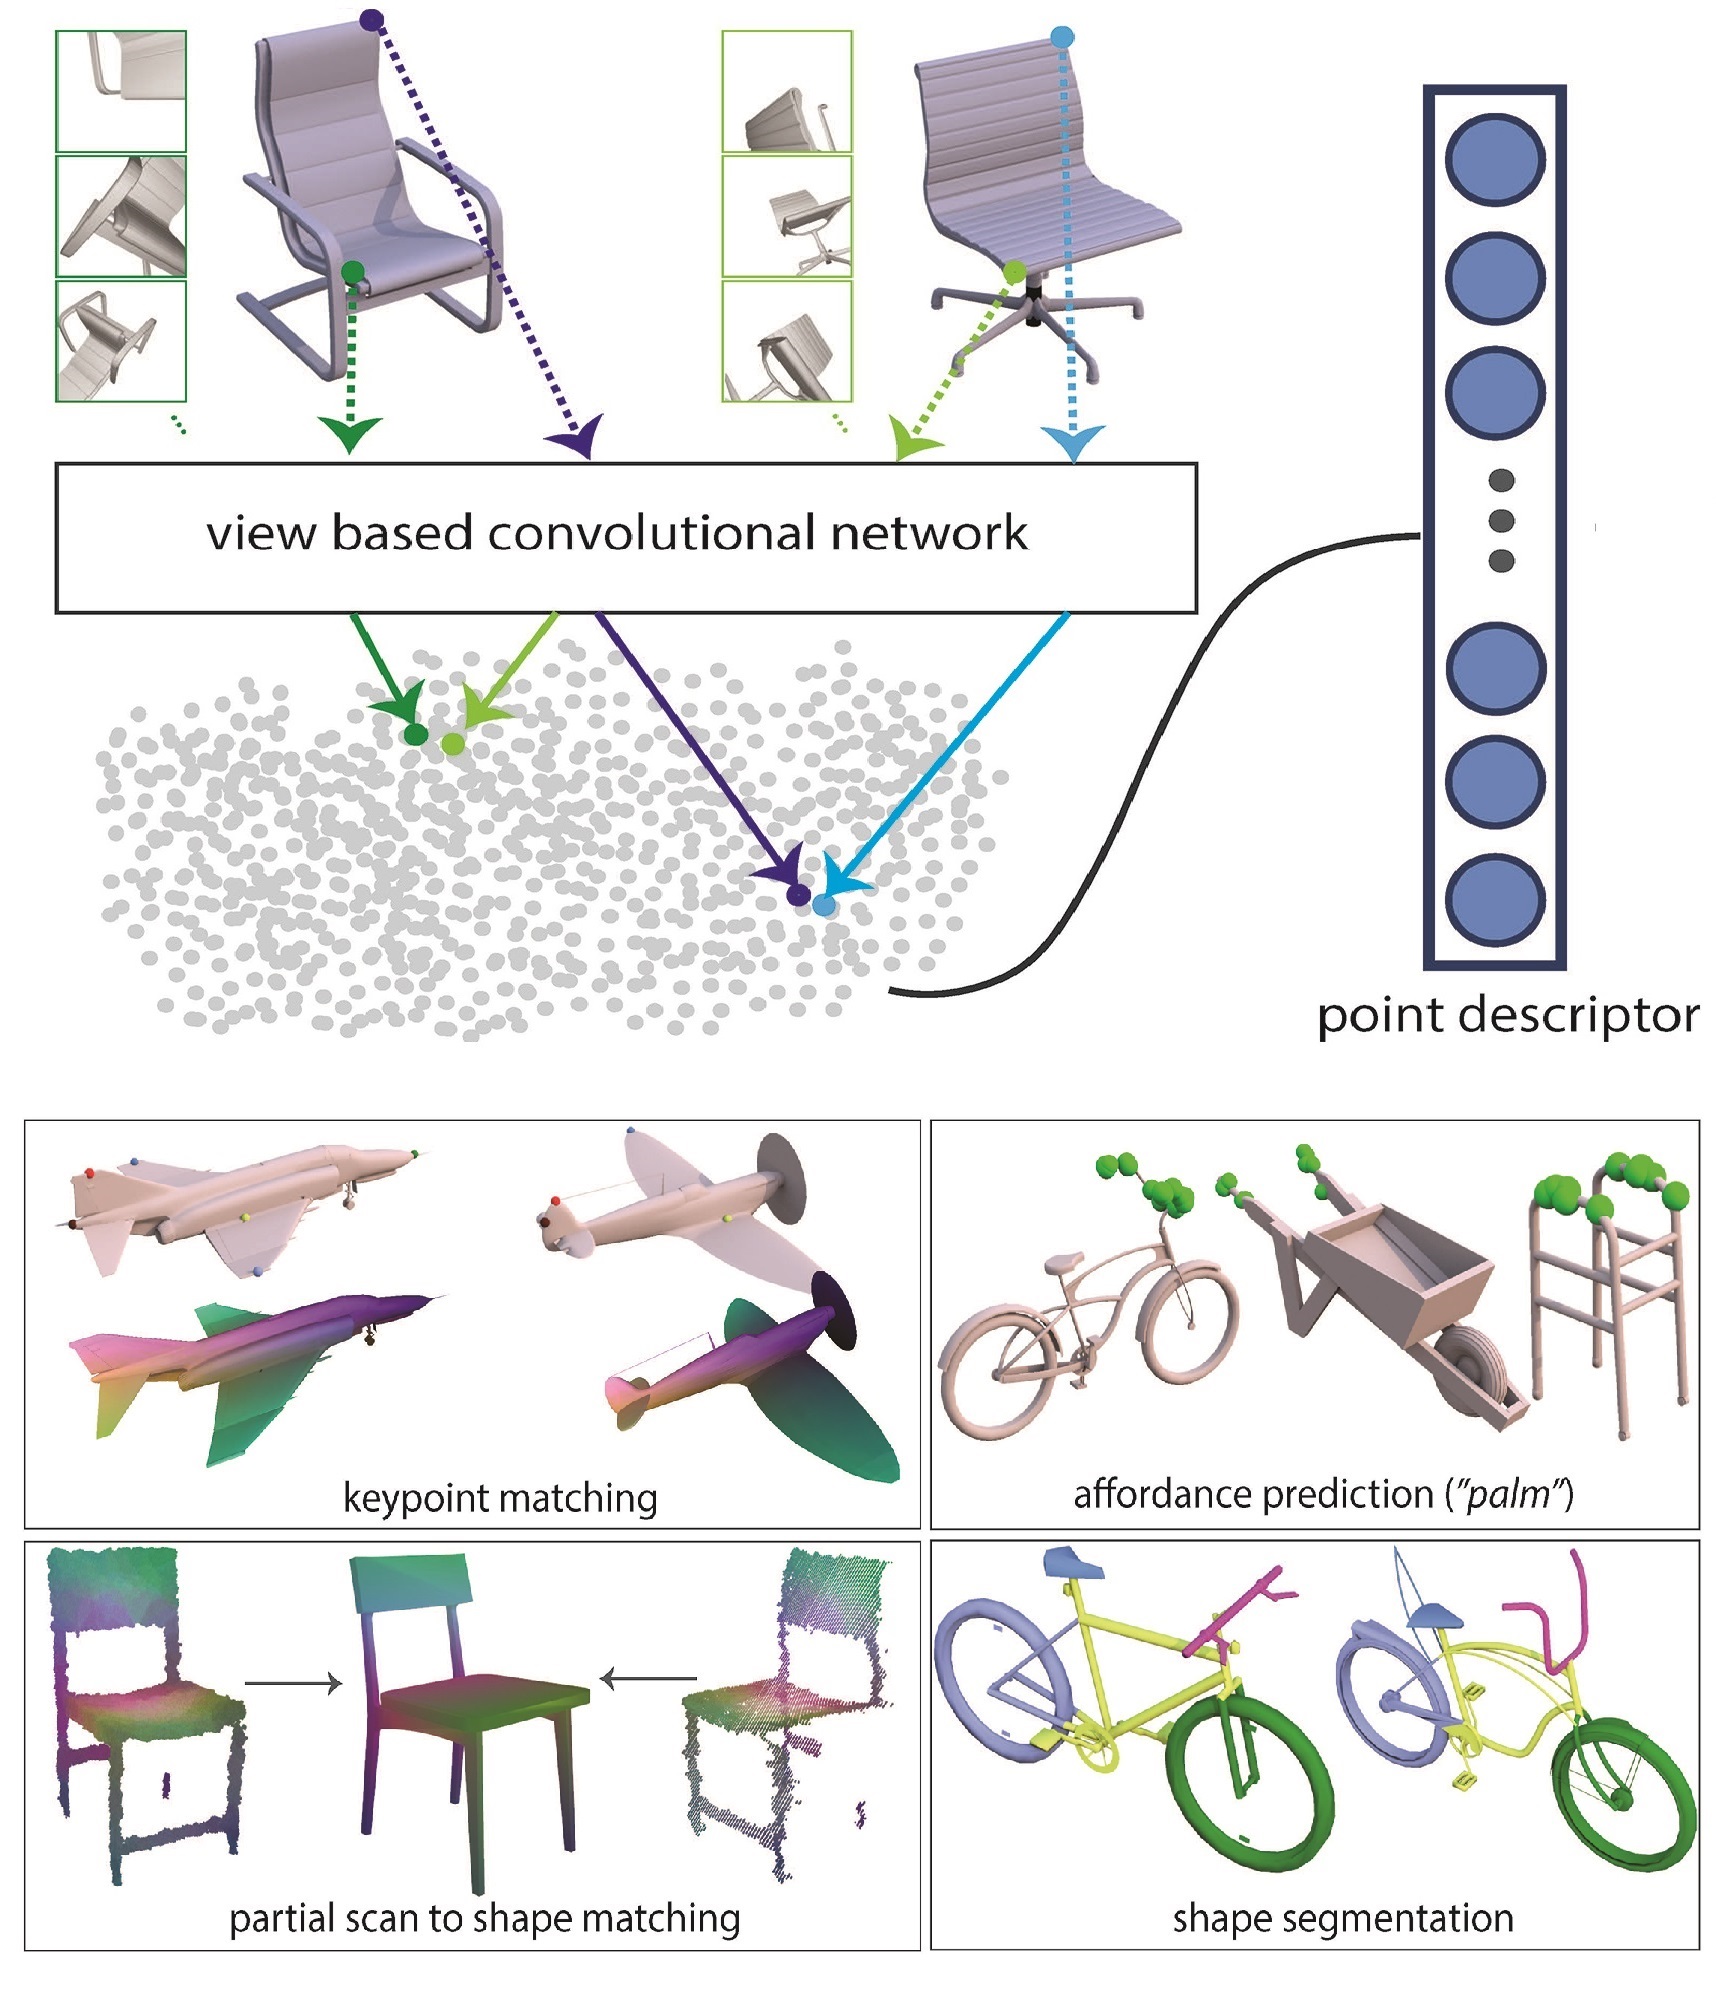 view based convolutional network
point descriptor
keypoint matching
affordance prediction ("palm")
partial scan to shape matching
shape segmentation